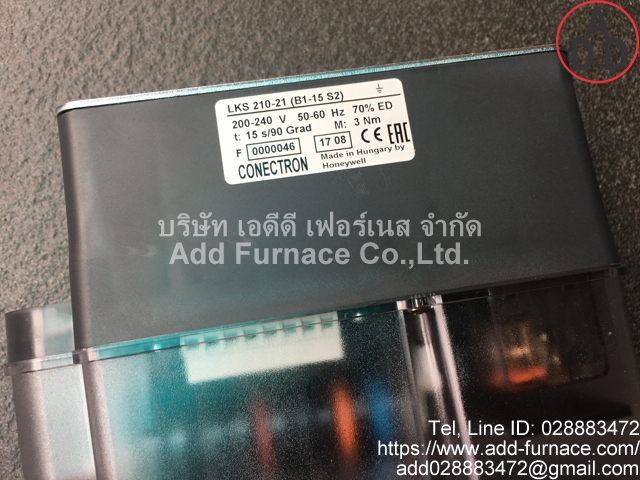 LKS 210-21 (B1-15 S2)
200-240 V 50-60 Hz 70% ED
t: 15 s/90 Grad M: 3 Nm
F 0000046 17 08 CE EAC
CONECTRON Made in Hungary by
Honeywell
บริษัท เอดีดี เฟอร์เนส จำกัด
Add Furnace Co.,Ltd.
Tel, Line ID: 028883472
https://www.add-furnace.com/
add028883472@gmail.com